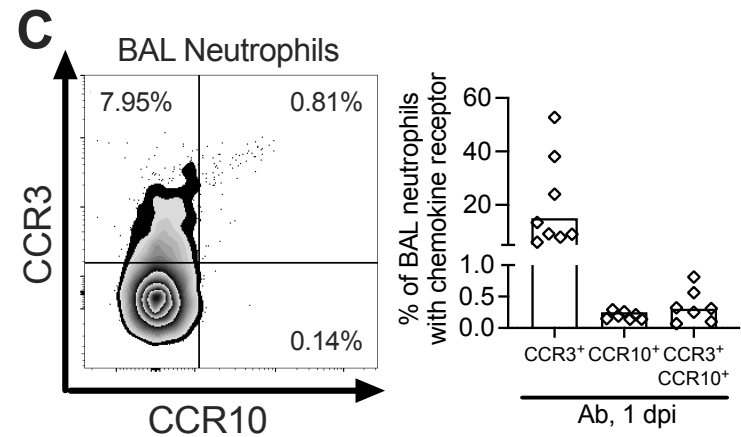 C
BAL Neutrophils
7.95%
0.81%
0.14%
CCR3
CCR10
% of BAL neutrophils
with chemokine receptor
60
40
20
1.0
0.5
0.0
CCR3⁺ CCR10⁺ CCR3⁺
CCR10⁺
Ab, 1 dpi